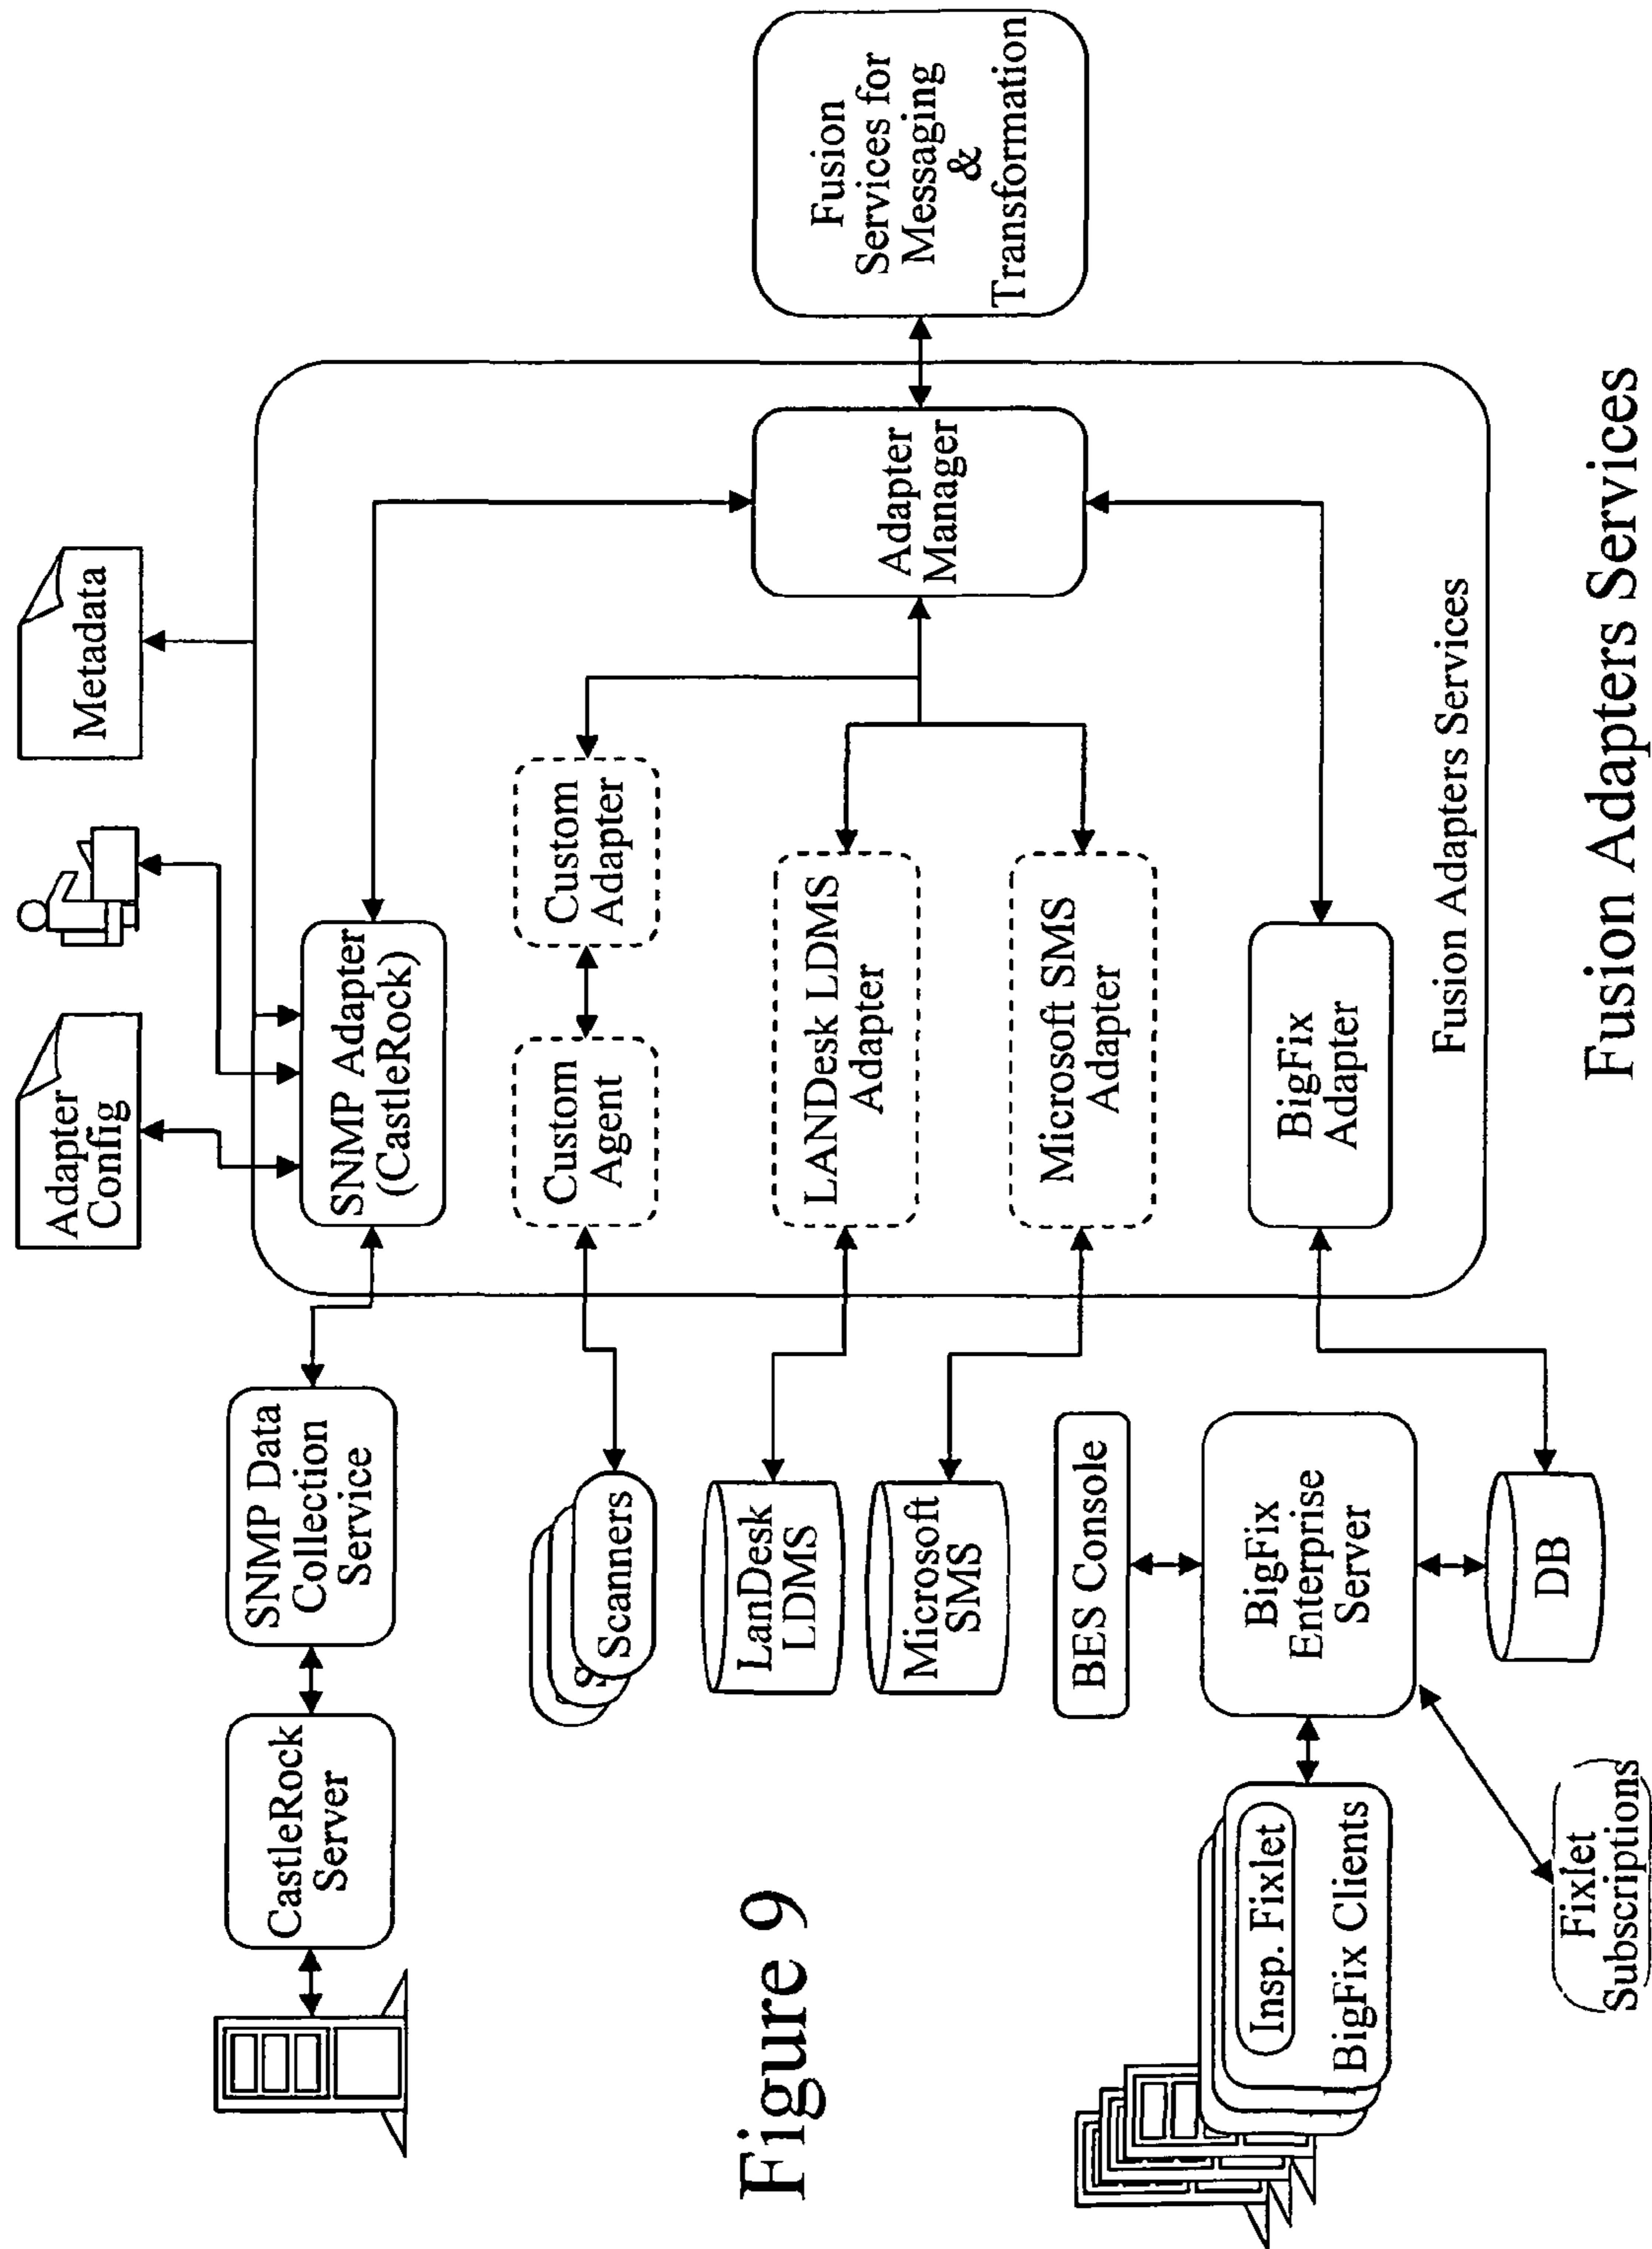 Adapter
Config
Metadata
CastleRock
Server
SNMP Data
Collection
Service
SNMP Adapter
(CastleRock)
Scanners
S
Custom
Agent
Custom
Adapter
LanDesk
LDMS
LANDesk LDMS
Adapter
Adapter
Manager
Fusion
Services for
Messaging
&
Transformation
Microsoft
SMS
Microsoft SMS
Adapter
BES Console
Insp. Fixlet
BigFix Clients
BigFix
Enterprise
Server
BigFix
Adapter
DB
Fixlet
Subscriptions
Fusion Adapters Services
Figure 9
Fusion Adapters Services